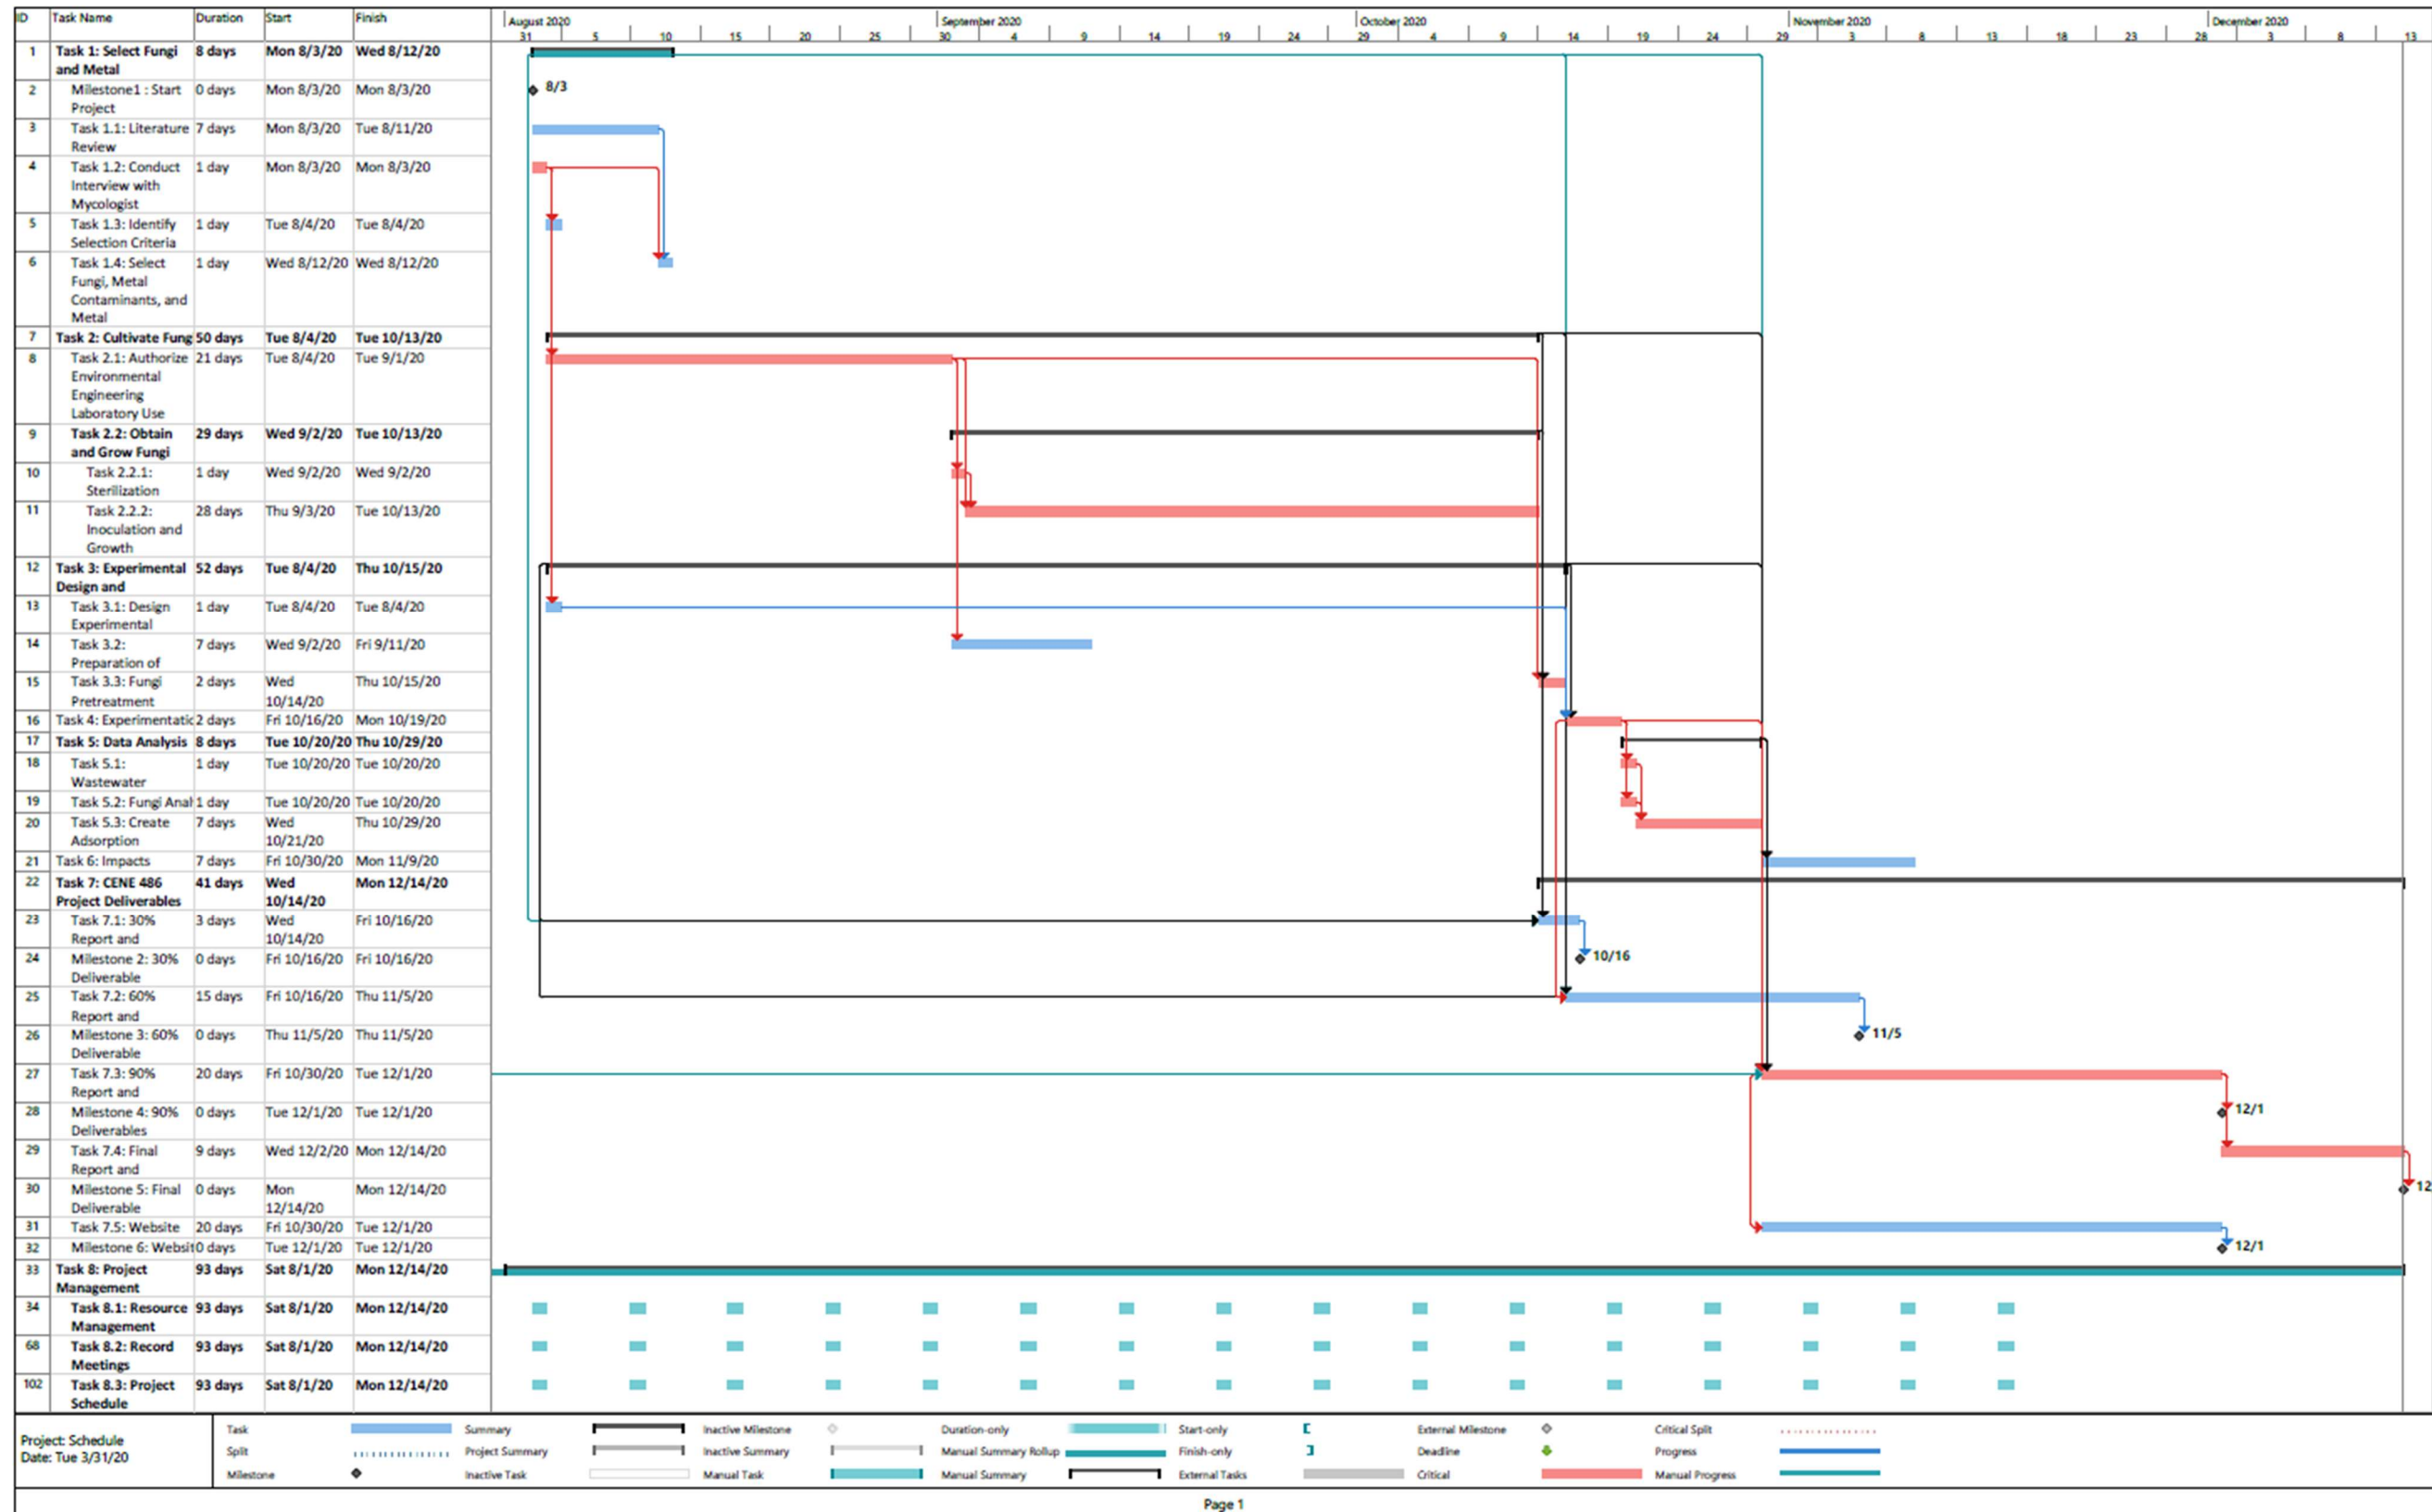 ID Task Name Duration Start Finish
August 2020 September 2020 October 2020 November 2020 December 2020
31 5 10 15 20 25 30 4 9 14 19 24 29 4 9 14 19 24 29 3 8 13 18 23 28 3 8 13
1 Task 1: Select Fungi 8 days Mon 8/3/20 Wed 8/12/20
and Metal
2 Milestone1 : Start 0 days Mon 8/3/20 Mon 8/3/20 8/3
Project
3 Task 1.1: Literature 7 days Mon 8/3/20 Tue 8/11/20
Review
4 Task 1.2: Conduct 1 day Mon 8/3/20 Mon 8/3/20
Interview with
Mycologist
5 Task 1.3: Identify 1 day Tue 8/4/20 Tue 8/4/20
Selection Criteria
6 Task 1.4: Select 1 day Wed 8/12/20 Wed 8/12/20
Fungi, Metal
Contaminants, and
Metal
7 Task 2: Cultivate Fung 50 days Tue 8/4/20 Tue 10/13/20
8 Task 2.1: Authorize 21 days Tue 8/4/20 Tue 9/1/20
Environmental
Engineering
Laboratory Use
9 Task 2.2: Obtain 29 days Wed 9/2/20 Tue 10/13/20
and Grow Fungi
10 Task 2.2.1: 1 day Wed 9/2/20 Wed 9/2/20
Sterilization
11 Task 2.2.2: 28 days Thu 9/3/20 Tue 10/13/20
Inoculation and
Growth
12 Task 3: Experimental 52 days Tue 8/4/20 Thu 10/15/20
Design and
13 Task 3.1: Design 1 day Tue 8/4/20 Tue 8/4/20
Experimental
14 Task 3.2: 7 days Wed 9/2/20 Fri 9/11/20
Preparation of
15 Task 3.3: Fungi 2 days Wed Thu 10/15/20
Pretreatment 10/14/20
16 Task 4: Experimentatic 2 days Fri 10/16/20 Mon 10/19/20
17 Task 5: Data Analysis 8 days Tue 10/20/20 Thu 10/29/20
18 Task 5.1: 1 day Tue 10/20/20 Tue 10/20/20
Wastewater
19 Task 5.2: Fungi Anal 1 day Tue 10/20/20 Tue 10/20/20
20 Task 5.3: Create 7 days Wed Thu 10/29/20
Adsorption 10/21/20
21 Task 6: Impacts 7 days Fri 10/30/20 Mon 11/9/20
22 Task 7: CENE 486 41 days Wed Mon 12/14/20
Project Deliverables 10/14/20
23 Task 7.1: 30% 3 days Wed Fri 10/16/20
Report and 10/14/20
24 Milestone 2: 30% 0 days Fri 10/16/20 Fri 10/16/20 10/16
Deliverable
25 Task 7.2: 60% 15 days Fri 10/16/20 Thu 11/5/20
Report and
26 Milestone 3: 60% 0 days Thu 11/5/20 Thu 11/5/20 11/5
Deliverable
27 Task 7.3: 90% 20 days Fri 10/30/20 Tue 12/1/20
Report and
28 Milestone 4: 90% 0 days Tue 12/1/20 Tue 12/1/20 12/1
Deliverables
29 Task 7.4: Final 9 days Wed 12/2/20 Mon 12/14/20
Report and
30 Milestone 5: Final 0 days Mon Mon 12/14/20 12
Deliverable 12/14/20
31 Task 7.5: Website 20 days Fri 10/30/20 Tue 12/1/20
32 Milestone 6: Websit 0 days Tue 12/1/20 Tue 12/1/20 12/1
33 Task 8: Project 93 days Sat 8/1/20 Mon 12/14/20
Management
34 Task 8.1: Resource 93 days Sat 8/1/20 Mon 12/14/20
Management
68 Task 8.2: Record 93 days Sat 8/1/20 Mon 12/14/20
Meetings
102 Task 8.3: Project 93 days Sat 8/1/20 Mon 12/14/20
Schedule
Project: Schedule
Date: Tue 3/31/20
Task Summary Inactive Milestone Duration-only Start-only External Milestone Critical Split
Split Project Summary Inactive Summary Manual Summary Rollup Finish-only Deadline Progress
Milestone Inactive Task Manual Task Manual Summary External Tasks Critical Manual Progress
Page 1